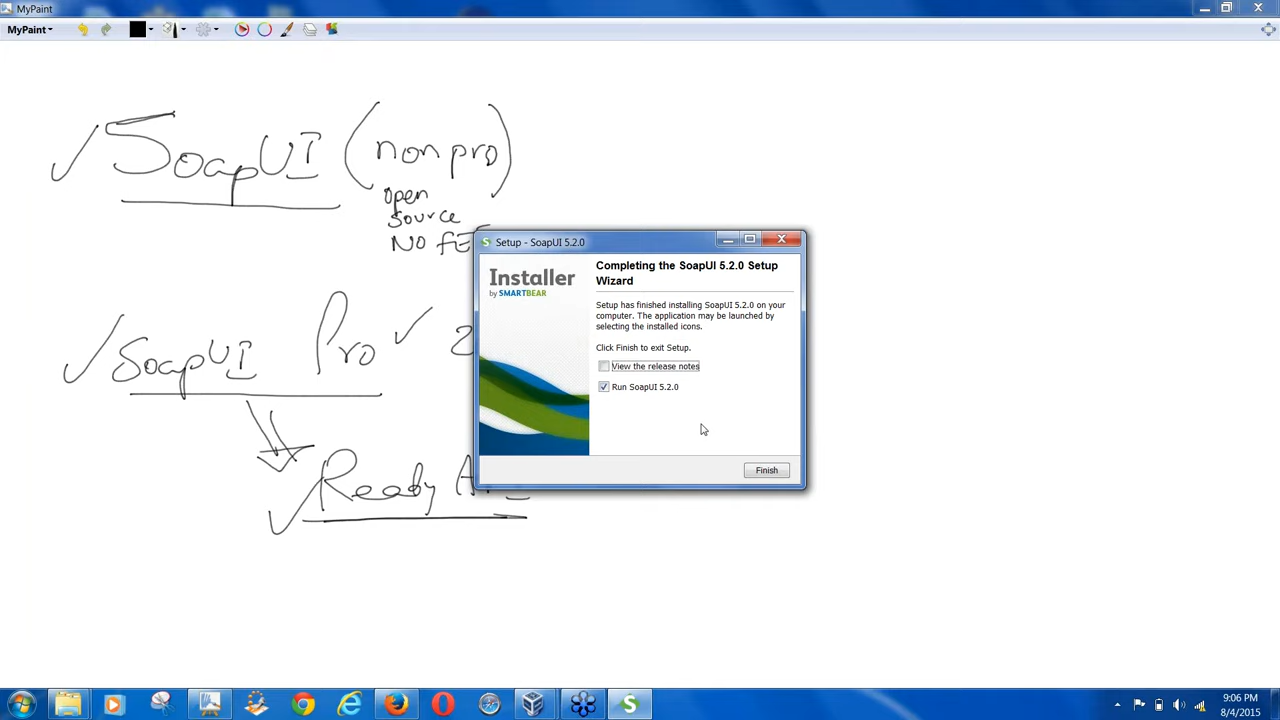 MyPaint
MyPaint
SoapUI (nonpro)
open
source
NO
Setup - SoapUI 5.2.0
Installer
by SMARTBEAR
Completing the SoapUI 5.2.0 Setup
Wizard
Setup has finished installing SoapUI 5.2.0 on your
computer. The application may be launched by
selecting the installed icons.
Click Finish to exit Setup.
View the release notes
Run SoapUI 5.2.0
Finish
SoapUI Pro
Ready
9:06 PM
8/4/2015